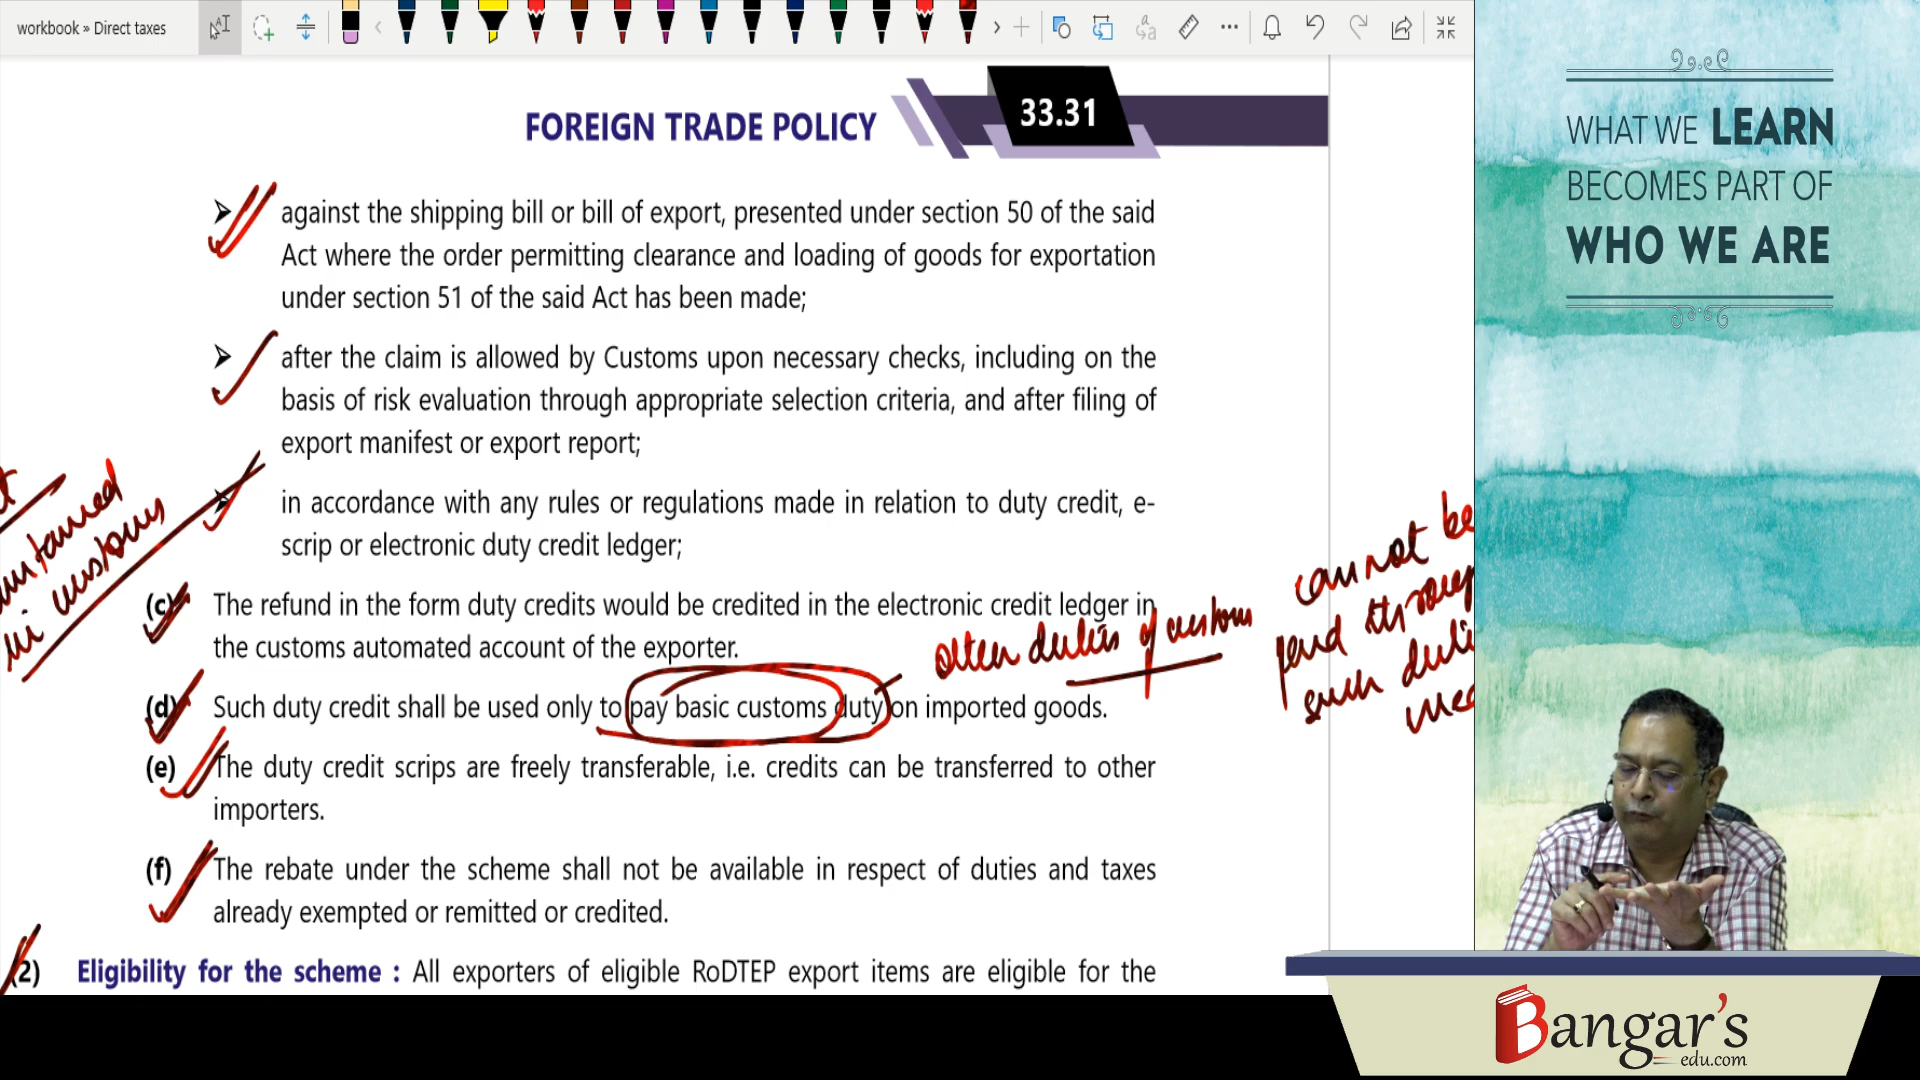 workbook » Direct taxes
FOREIGN TRADE POLICY
33.31
➢ against the shipping bill or bill of export, presented under section 50 of the said
Act where the order permitting clearance and loading of goods for exportation
under section 51 of the said Act has been made;
➢ after the claim is allowed by Customs upon necessary checks, including on the
basis of risk evaluation through appropriate selection criteria, and after filing of
export manifest or export report;
➢ in accordance with any rules or regulations made in relation to duty credit, e-
scrip or electronic duty credit ledger;
in customs
(c) The refund in the form duty credits would be credited in the electronic credit ledger in
the customs automated account of the exporter.
other duties of custom
cannot be
such
(d) Such duty credit shall be used only to pay basic customs duty on imported goods.
(e) The duty credit scrips are freely transferable, i.e. credits can be transferred to other
importers.
(f) The rebate under the scheme shall not be available in respect of duties and taxes
already exempted or remitted or credited.
(2) Eligibility for the scheme : All exporters of eligible RoDTEP export items are eligible for the
WHAT WE LEARN
BECOMES PART OF
WHO WE ARE
Bangar's
edu.com